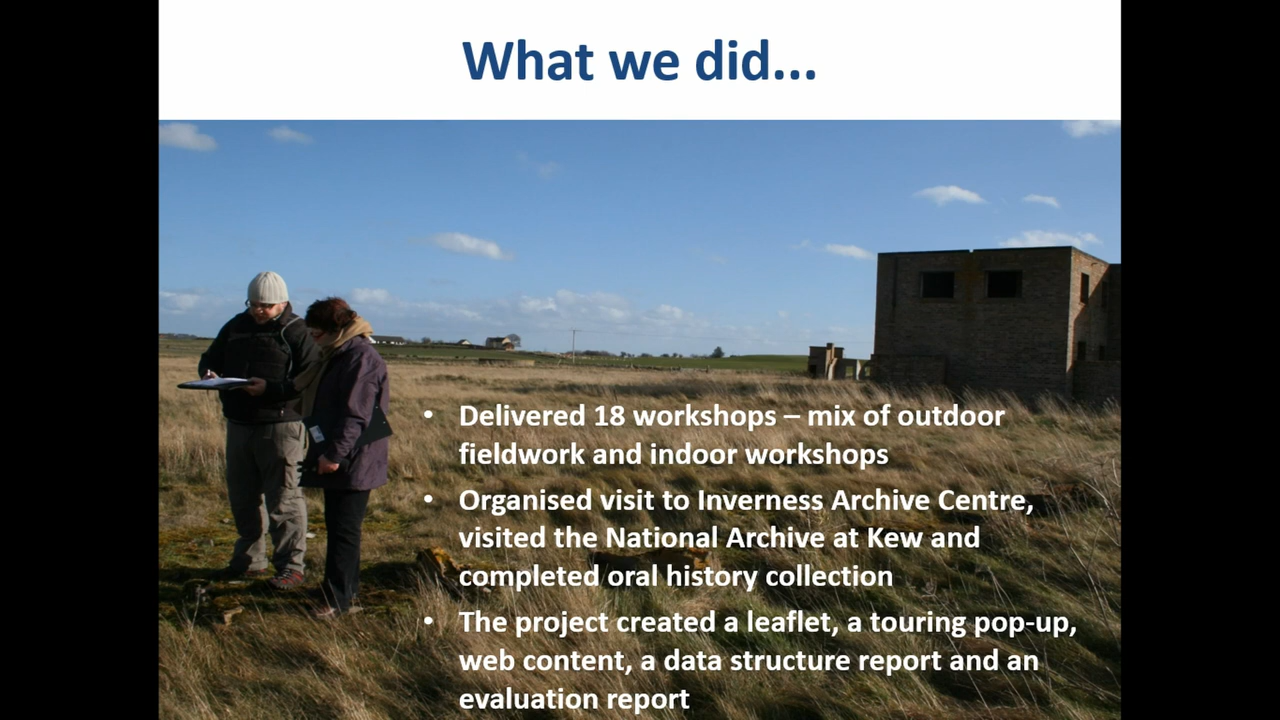 What we did...
• Delivered 18 workshops – mix of outdoor
fieldwork and indoor workshops
• Organised visit to Inverness Archive Centre,
visited the National Archive at Kew and
completed oral history collection
• The project created a leaflet, a touring pop-up,
web content, a data structure report and an
evaluation report